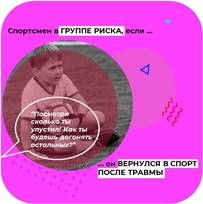 Спортсмен в ГРУППЕ РИСКА, если ...
"Посмотри
сколько ты
упустил! Как ты
будешь догонять
остальных?"
... он ВЕРНУЛСЯ В СПОРТ
ПОСЛЕ ТРАВМЫ